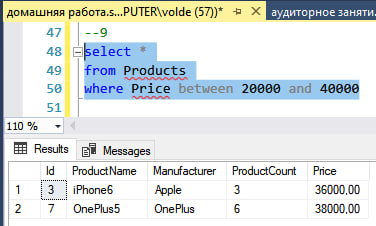 домашняя работа.s...PUTER\volde (57))* аудиторное заняти.
47 --9
48 select *
49 from Products
50 where Price between 20000 and 40000
51
110 %
Results Messages
Id ProductName Manufacturer ProductCount Price
1 3 iPhone6 Apple 3 36000,00
2 7 OnePlus5 OnePlus 6 38000,00